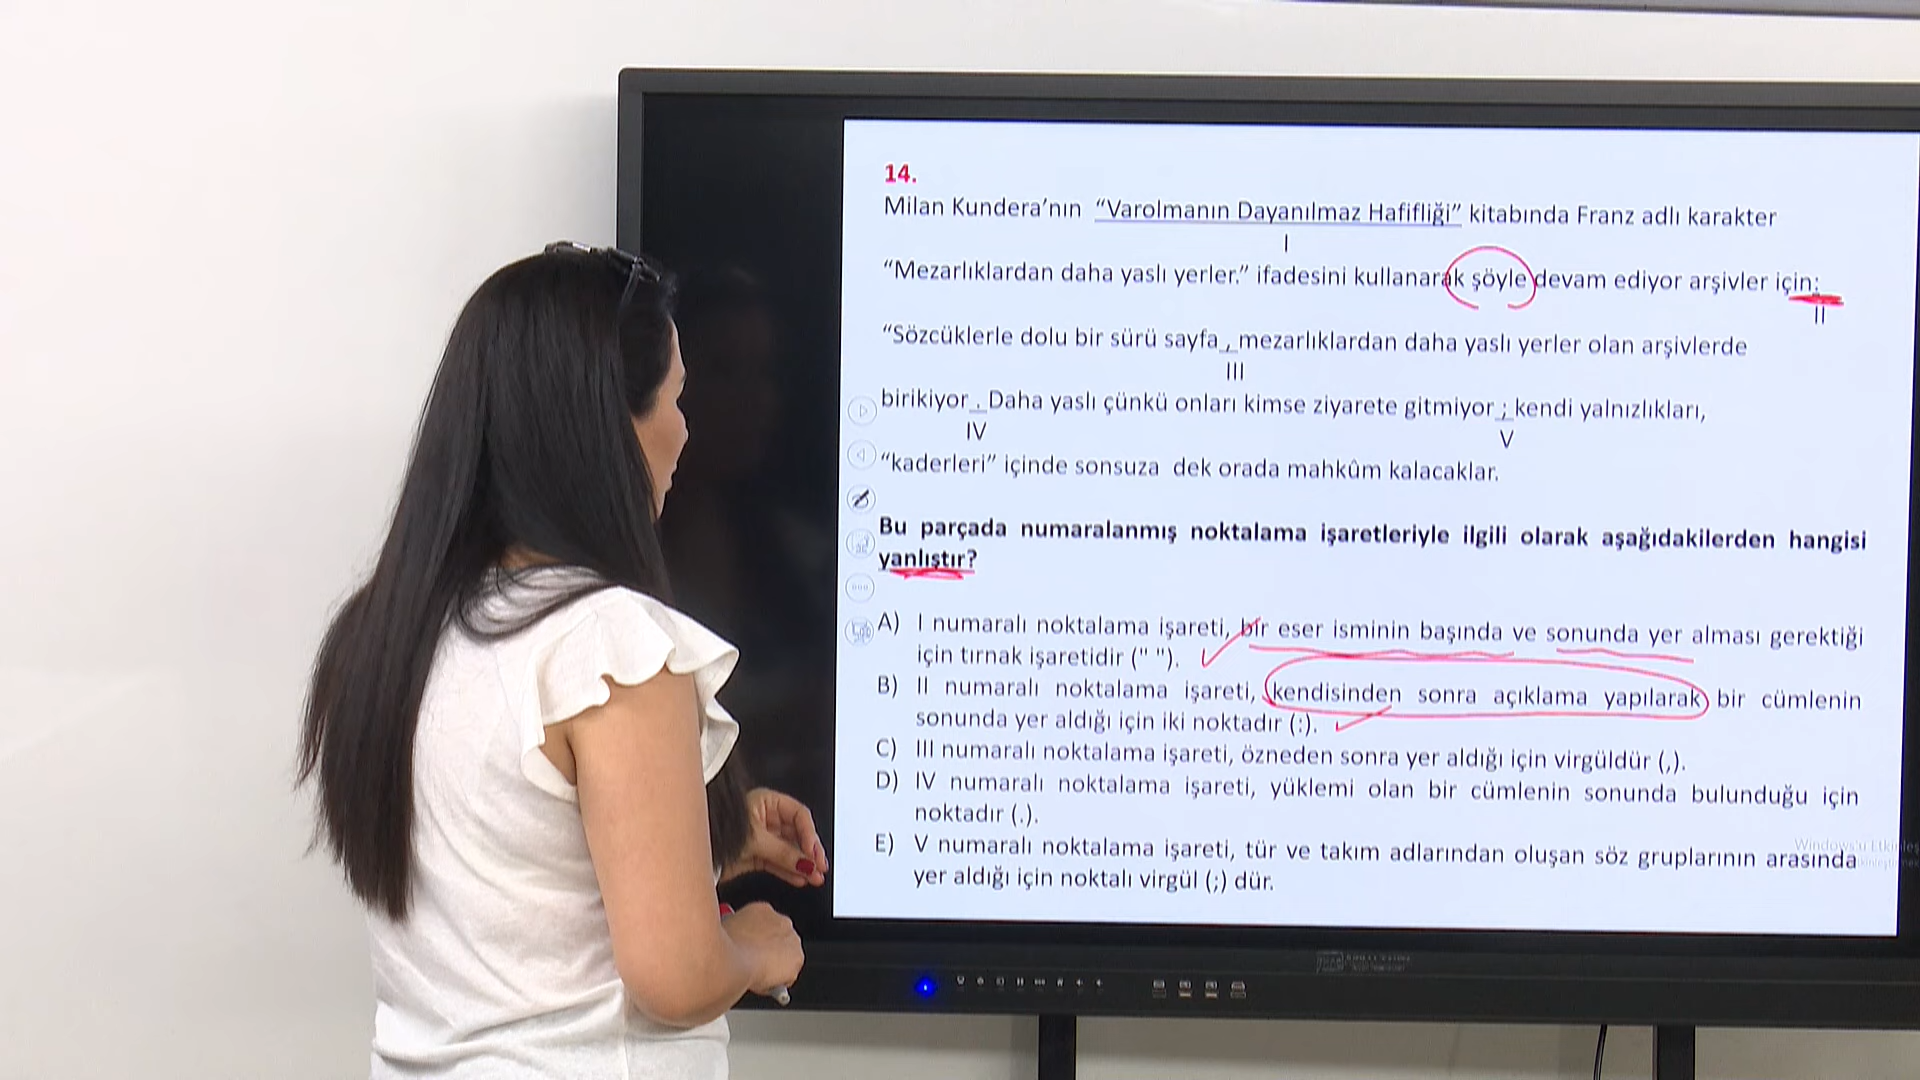 14.
Milan Kundera’nın “Varolmanın Dayanılmaz Hafifliği” kitabında Franz adlı karakter
I
“Mezarlıklardan daha yaslı yerler.” ifadesini kullanarak şöyle devam ediyor arşivler için:
II
“Sözcüklerle dolu bir sürü sayfa , mezarlıklardan daha yaslı yerler olan arşivlerde
III
birikiyor . Daha yaslı çünkü onları kimse ziyarete gitmiyor ; kendi yalnızlıkları,
IV V
“kaderleri” içinde sonsuza dek orada mahkûm kalacaklar.
Bu parçada numaralanmış noktalama işaretleriyle ilgili olarak aşağıdakilerden hangisi
yanlıştır?
A) I numaralı noktalama işareti, bir eser isminin başında ve sonunda yer alması gerektiği
için tırnak işaretidir (" ").
B) II numaralı noktalama işareti, kendisinden sonra açıklama yapılarak bir cümlenin
sonunda yer aldığı için iki noktadır (:).
C) III numaralı noktalama işareti, özneden sonra yer aldığı için virgüldür (,).
D) IV numaralı noktalama işareti, yüklemi olan bir cümlenin sonunda bulunduğu için
noktadır (.).
E) V numaralı noktalama işareti, tür ve takım adlarından oluşan söz gruplarının arasında
yer aldığı için noktalı virgül (;) dür.
Windows'u